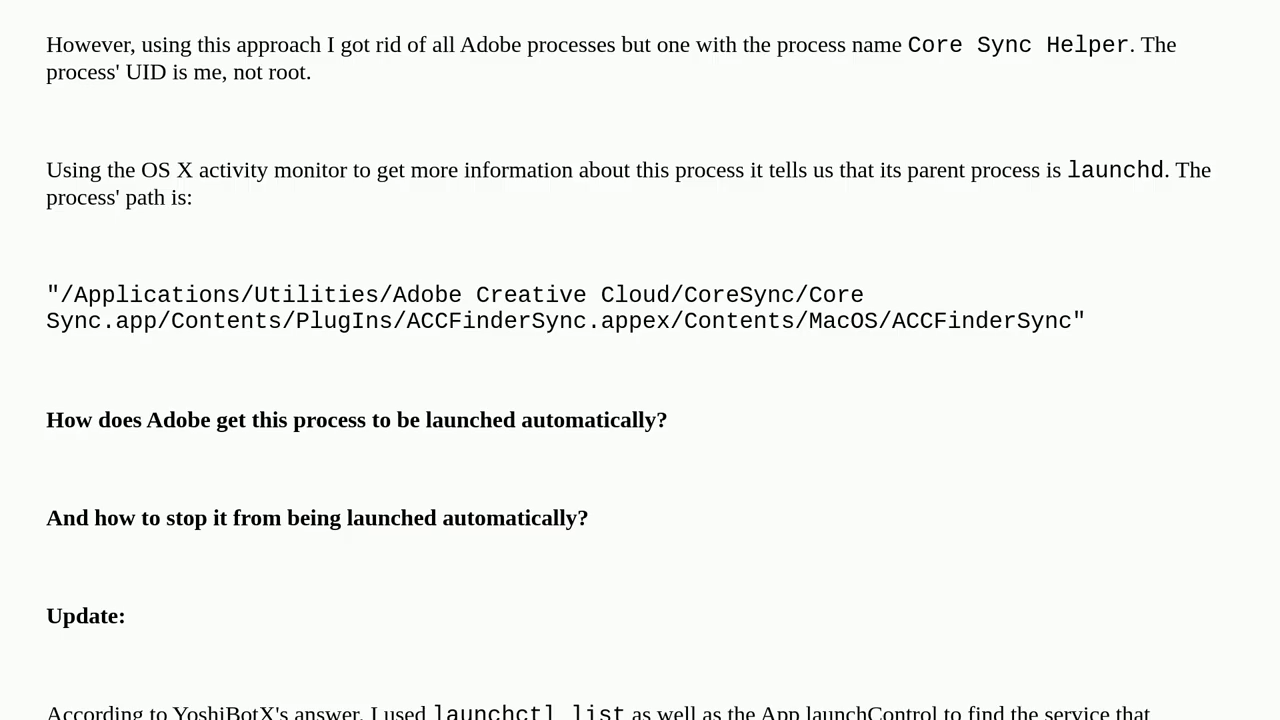 However, using this approach I got rid of all Adobe processes but one with the process name Core Sync Helper. The
process' UID is me, not root.
Using the OS X activity monitor to get more information about this process it tells us that its parent process is launchd. The
process' path is:
"/Applications/Utilities/Adobe Creative Cloud/CoreSync/Core
Sync.app/Contents/PlugIns/ACCFinderSync.appex/Contents/MacOS/ACCFinderSync"
How does Adobe get this process to be launched automatically?
And how to stop it from being launched automatically?
Update:
According to YoshiBotX's answer, I used launchctl list as well as the App launchControl to find the service that